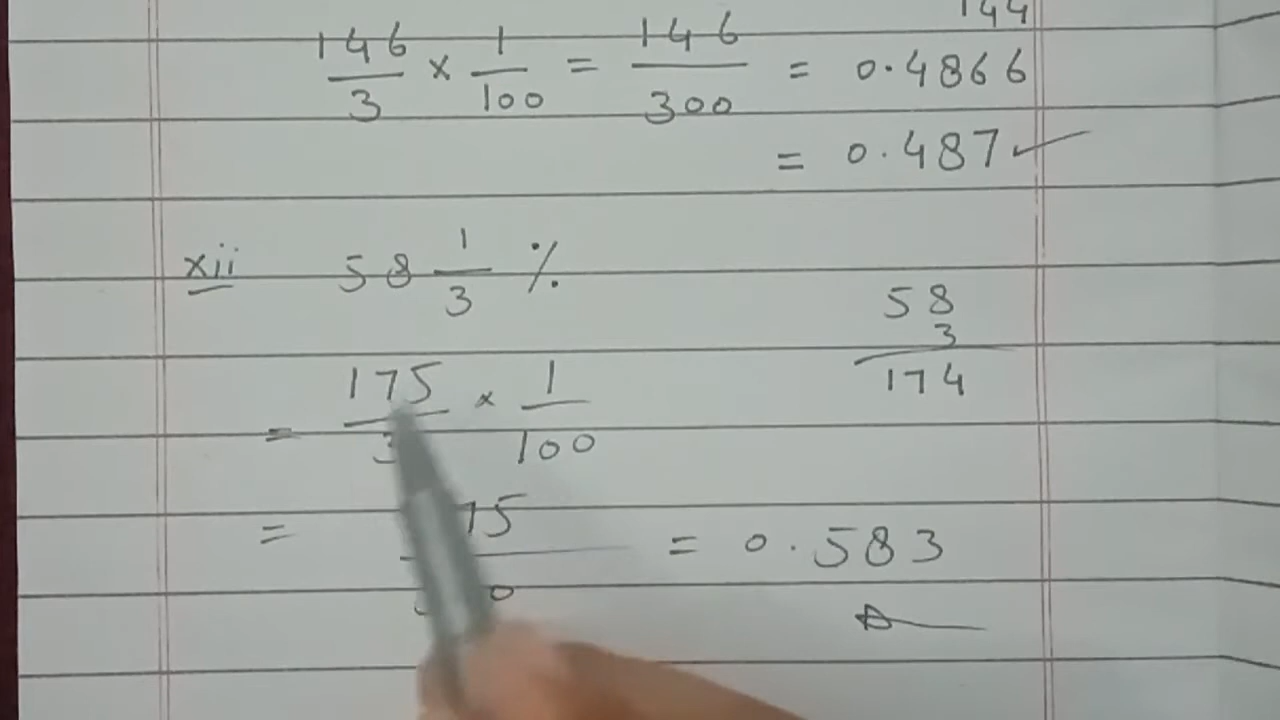 144
146/3 × 1/100 = 146/300 = 0.4866
= 0.487 ✓
xii 58 1/3 %
58
3
174
= 175/3 × 1/100
= 75 = 0.583